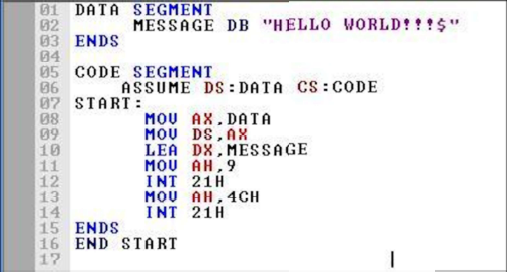 01 DATA SEGMENT
02 MESSAGE DB "HELLO WORLD!!!$"
03 ENDS
04
05 CODE SEGMENT
06 ASSUME DS:DATA CS:CODE
07 START:
08 MOV AX,DATA
09 MOV DS,AX
10 LEA DX,MESSAGE
11 MOV AH,9
12 INT 21H
13 MOV AH,4CH
14 INT 21H
15 ENDS
16 END START
17